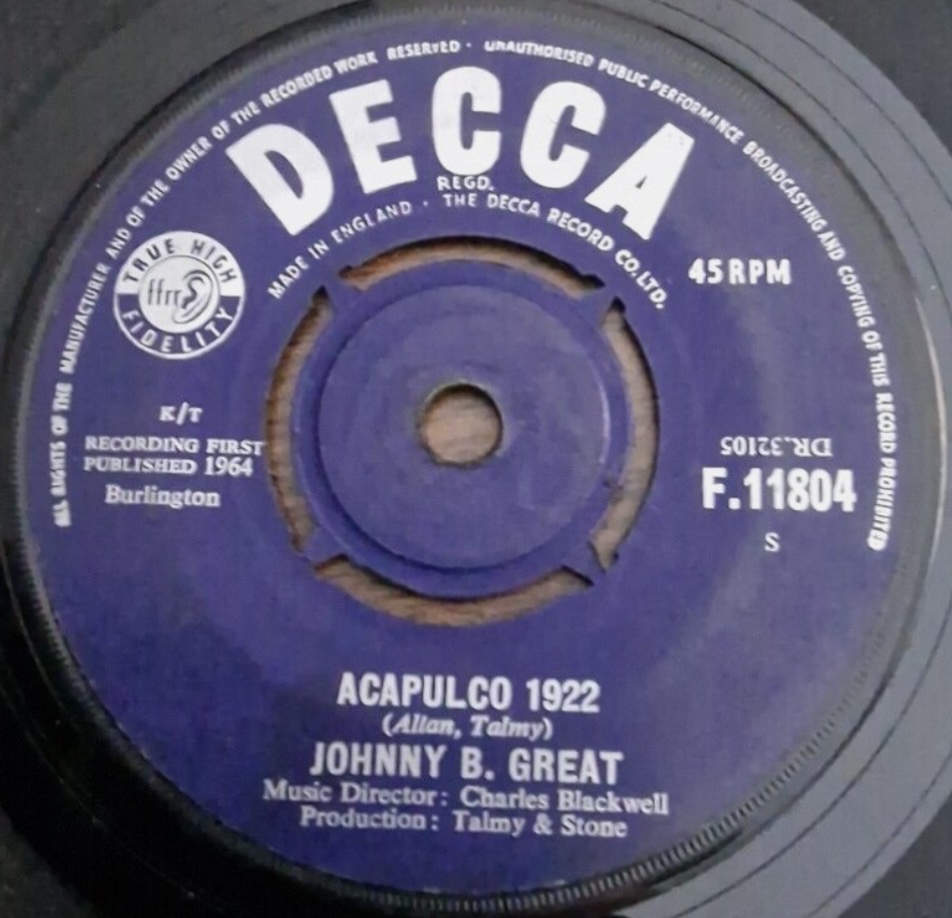 ALL RIGHTS OF THE MANUFACTURER AND OF THE OWNER OF THE RECORDED WORK RESERVED · UNAUTHORISED PUBLIC PERFORMANCE BROADCASTING AND COPYING OF THIS RECORD PROHIBITED
DECCA
REGD.
MADE IN ENGLAND · THE DECCA RECORD CO. LTD.
TRUE HIGH
ffrr
FIDELITY
45 RPM
K/T
RECORDING FIRST
PUBLISHED 1964
Burlington
DR.32105
F.11804
S
ACAPULCO 1922
(Allan, Talmy)
JOHNNY B. GREAT
Music Director: Charles Blackwell
Production: Talmy & Stone